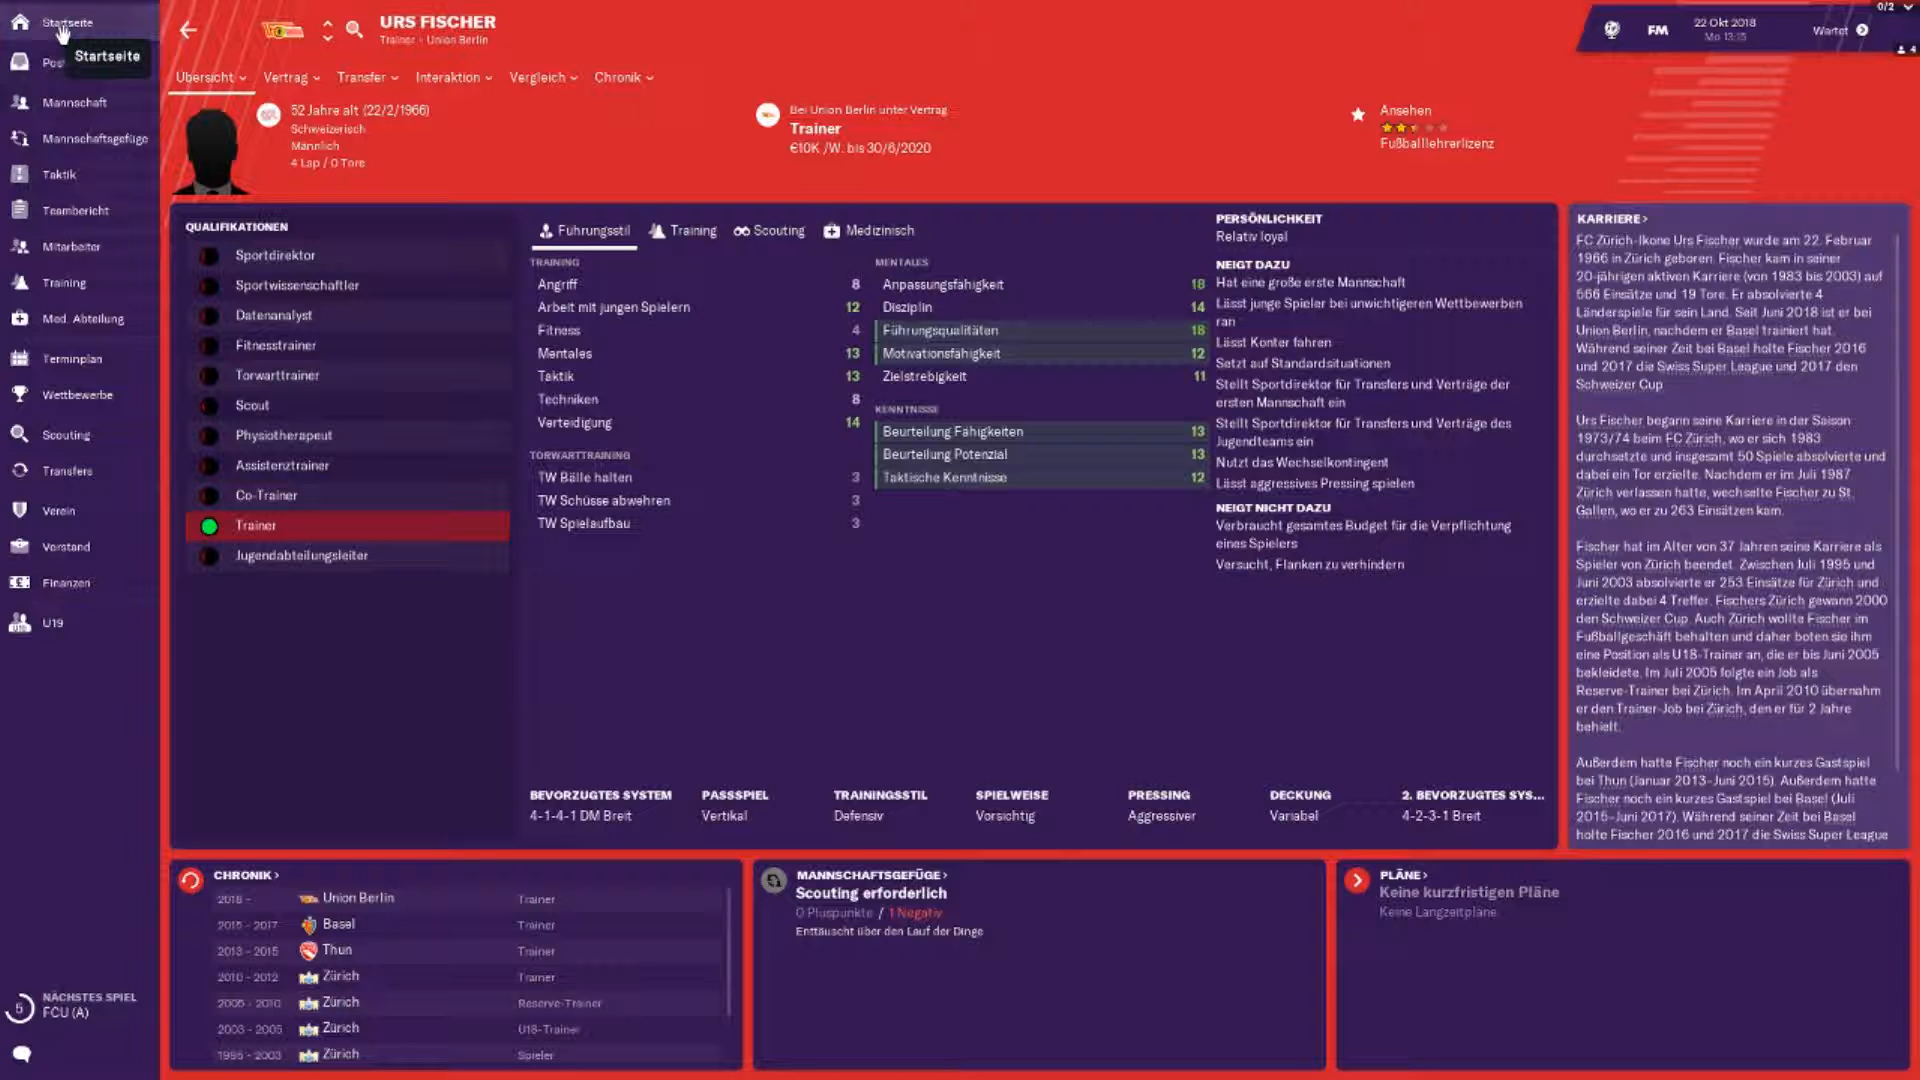 Startseite
Startseite
Mannschaft
Mannschaftsgefüge
Taktik
Teambericht
Mitarbeiter
Training
Med. Abteilung
Terminplan
Wettbewerbe
Scouting
Transfers
Verein
Vorstand
Finanzen
U19
5
NÄCHSTES SPIEL
FCU (A)
URS FISCHER
Trainer - Union Berlin
0/2
FM
22 Okt 2018
Mo 13:15
Wartet
4
Übersicht
Vertrag
Transfer
Interaktion
Vergleich
Chronik
52 Jahre alt (22/2/1966)
Schweizerisch
Männlich
4 Lsp / 0 Tore
Bei Union Berlin unter Vertrag
Trainer
€10K /W. bis 30/6/2020
Ansehen
Fußballlehrerlizenz
QUALIFIKATIONEN
Sportdirektor
Sportwissenschaftler
Datenanalyst
Fitnesstrainer
Torwarttrainer
Scout
Physiotherapeut
Assistenztrainer
Co-Trainer
Trainer
Jugendabteilungsleiter
Führungsstil
Training
Scouting
Medizinisch
TRAINING
Angriff 8
Arbeit mit jungen Spielern 12
Fitness 4
Mentales 13
Taktik 13
Techniken 8
Verteidigung 14
TORWARTTRAINING
TW Bälle halten 3
TW Schüsse abwehren 3
TW Spielaufbau 3
MENTALES
Anpassungsfähigkeit 18
Disziplin 14
Führungsqualitäten 18
Motivationsfähigkeit 12
Zielstrebigkeit 11
KENNTNISSE
Beurteilung Fähigkeiten 13
Beurteilung Potenzial 13
Taktische Kenntnisse 12
PERSÖNLICHKEIT
Relativ loyal
NEIGT DAZU
Hat eine große erste Mannschaft
Lässt junge Spieler bei unwichtigeren Wettbewerben
ran
Lässt Konter fahren
Setzt auf Standardsituationen
Stellt Sportdirektor für Transfers und Verträge der
ersten Mannschaft ein
Stellt Sportdirektor für Transfers und Verträge des
Jugendteams ein
Nutzt das Wechselkontingent
Lässt aggressives Pressing spielen
NEIGT NICHT DAZU
Verbraucht gesamtes Budget für die Verpflichtung
eines Spielers
Versucht, Flanken zu verhindern
BEVORZUGTES SYSTEM
4-1-4-1 DM Breit
PASSSPIEL
Vertikal
TRAININGSSTIL
Defensiv
SPIELWEISE
Vorsichtig
PRESSING
Aggressiver
DECKUNG
Variabel
2. BEVORZUGTES SYS...
4-2-3-1 Breit
KARRIERE
FC Zürich-Ikone Urs Fischer wurde am 22. Februar
1966 in Zürich geboren. Fischer kam in seiner
20-jährigen aktiven Karriere (von 1983 bis 2003) auf
566 Einsätze und 19 Tore. Er absolvierte 4
Länderspiele für sein Land. Seit Juni 2018 ist er bei
Union Berlin, nachdem er Basel trainiert hat.
Während seiner Zeit bei Basel holte Fischer 2016
und 2017 die Swiss Super League und 2017 den
Schweizer Cup
Urs Fischer begann seine Karriere in der Saison
1973/74 beim FC Zürich, wo er sich 1983
durchsetzte und insgesamt 50 Spiele absolvierte und
dabei ein Tor erzielte. Nachdem er im Juli 1987
Zürich verlassen hatte, wechselte Fischer zu St.
Gallen, wo er zu 263 Einsätzen kam.
Fischer hat im Alter von 37 Jahren seine Karriere als
Spieler von Zürich beendet. Zwischen Juli 1995 und
Juni 2003 absolvierte er 253 Einsätze für Zürich und
erzielte dabei 4 Treffer. Fischers Zürich gewann 2000
den Schweizer Cup. Auch Zürich wollte Fischer im
Fußballgeschäft behalten und daher boten sie ihm
eine Position als U18-Trainer an, die er bis Juni 2005
bekleidete. Im Juli 2005 folgte ein Job als
Reserve-Trainer bei Zürich. Im April 2010 übernahm
er den Trainer-Job bei Zürich, den er für 2 Jahre
behielt.
Außerdem hatte Fischer noch ein kurzes Gastspiel
bei Thun (Januar 2013-Juni 2015). Außerdem hatte
Fischer noch ein kurzes Gastspiel bei Basel (Juli
2015-Juni 2017). Während seiner Zeit bei Basel
holte Fischer 2016 und 2017 die Swiss Super League
CHRONIK
2018 - Union Berlin Trainer
2015 - 2017 Basel Trainer
2013 - 2015 Thun Trainer
2010 - 2012 Zürich Trainer
2005 - 2010 Zürich Reserve-Trainer
2003 - 2005 Zürich U18-Trainer
1995 - 2003 Zürich Spieler
MANNSCHAFTSGEFÜGE
Scouting erforderlich
0 Pluspunkte / 1 Negativ
Enttäuscht über den Lauf der Dinge
PLÄNE
Keine kurzfristigen Pläne
Keine Langzeitpläne